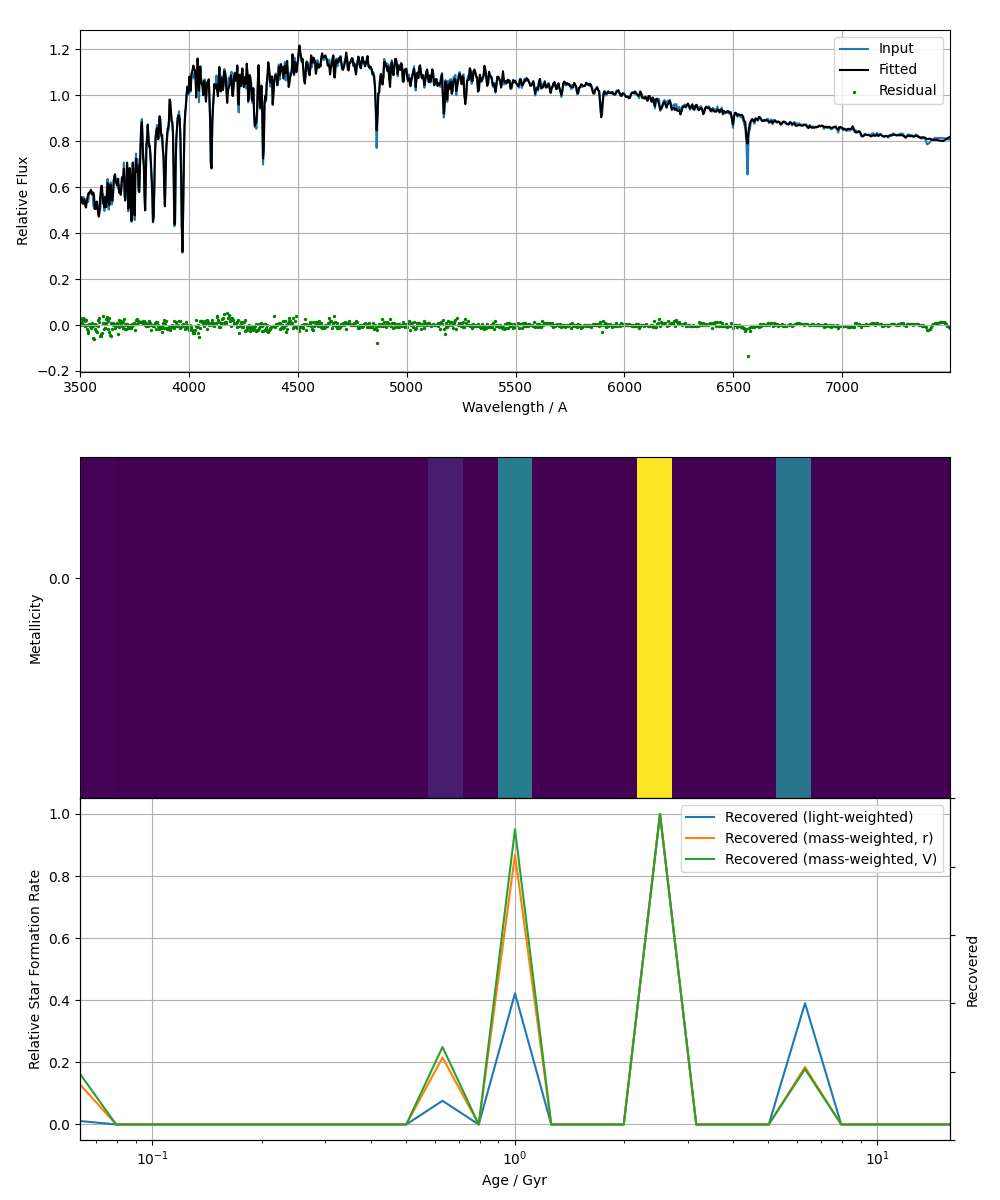 1.2
1.0
0.8
0.6
0.4
0.2
0.0
−0.2
Relative Flux
Input
Fitted
Residual
3500 4000 4500 5000 5500 6000 6500 7000
Wavelength / A
0.0
Metallicity
1.0
0.8
0.6
0.4
0.2
0.0
Relative Star Formation Rate
Recovered (light-weighted)
Recovered (mass-weighted, r)
Recovered (mass-weighted, V)
Recovered
10⁻¹ 10⁰ 10¹
Age / Gyr